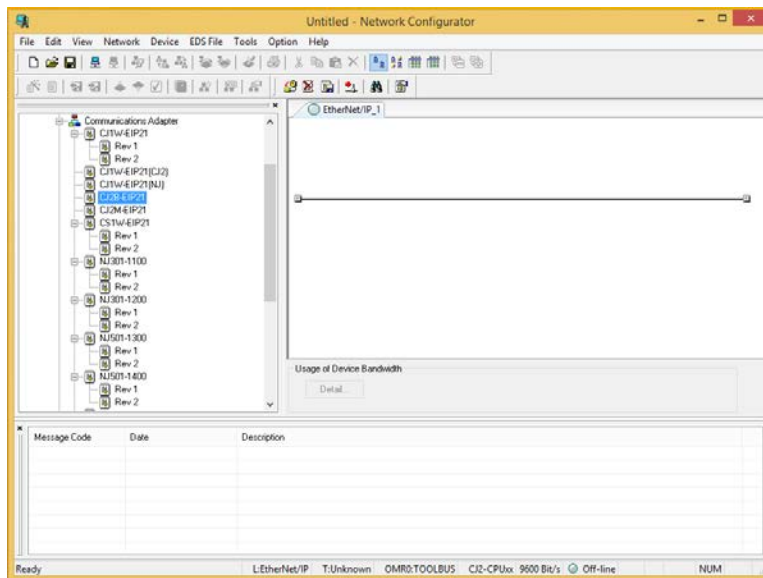 Untitled - Network Configurator
File Edit View Network Device EDS File Tools Option Help
EtherNet/IP_1
Communications Adapter
CJ1W-EIP21
Rev 1
Rev 2
CJ1W-EIP21(CJ2)
CJ1W-EIP21(NJ)
CJ2B-EIP21
CJ2M-EIP21
CS1W-EIP21
Rev 1
Rev 2
NJ301-1100
Rev 1
Rev 2
NJ301-1200
Rev 1
Rev 2
NJ501-1300
Rev 1
Rev 2
NJ501-1400
Rev 1
Rev 2
Usage of Device Bandwidth
Detail...
Message Code Date Description
Ready L:EtherNet/IP T:Unknown OMR0:TOOLBUS CJ2-CPUxx 9600 Bit/s Off-line NUM